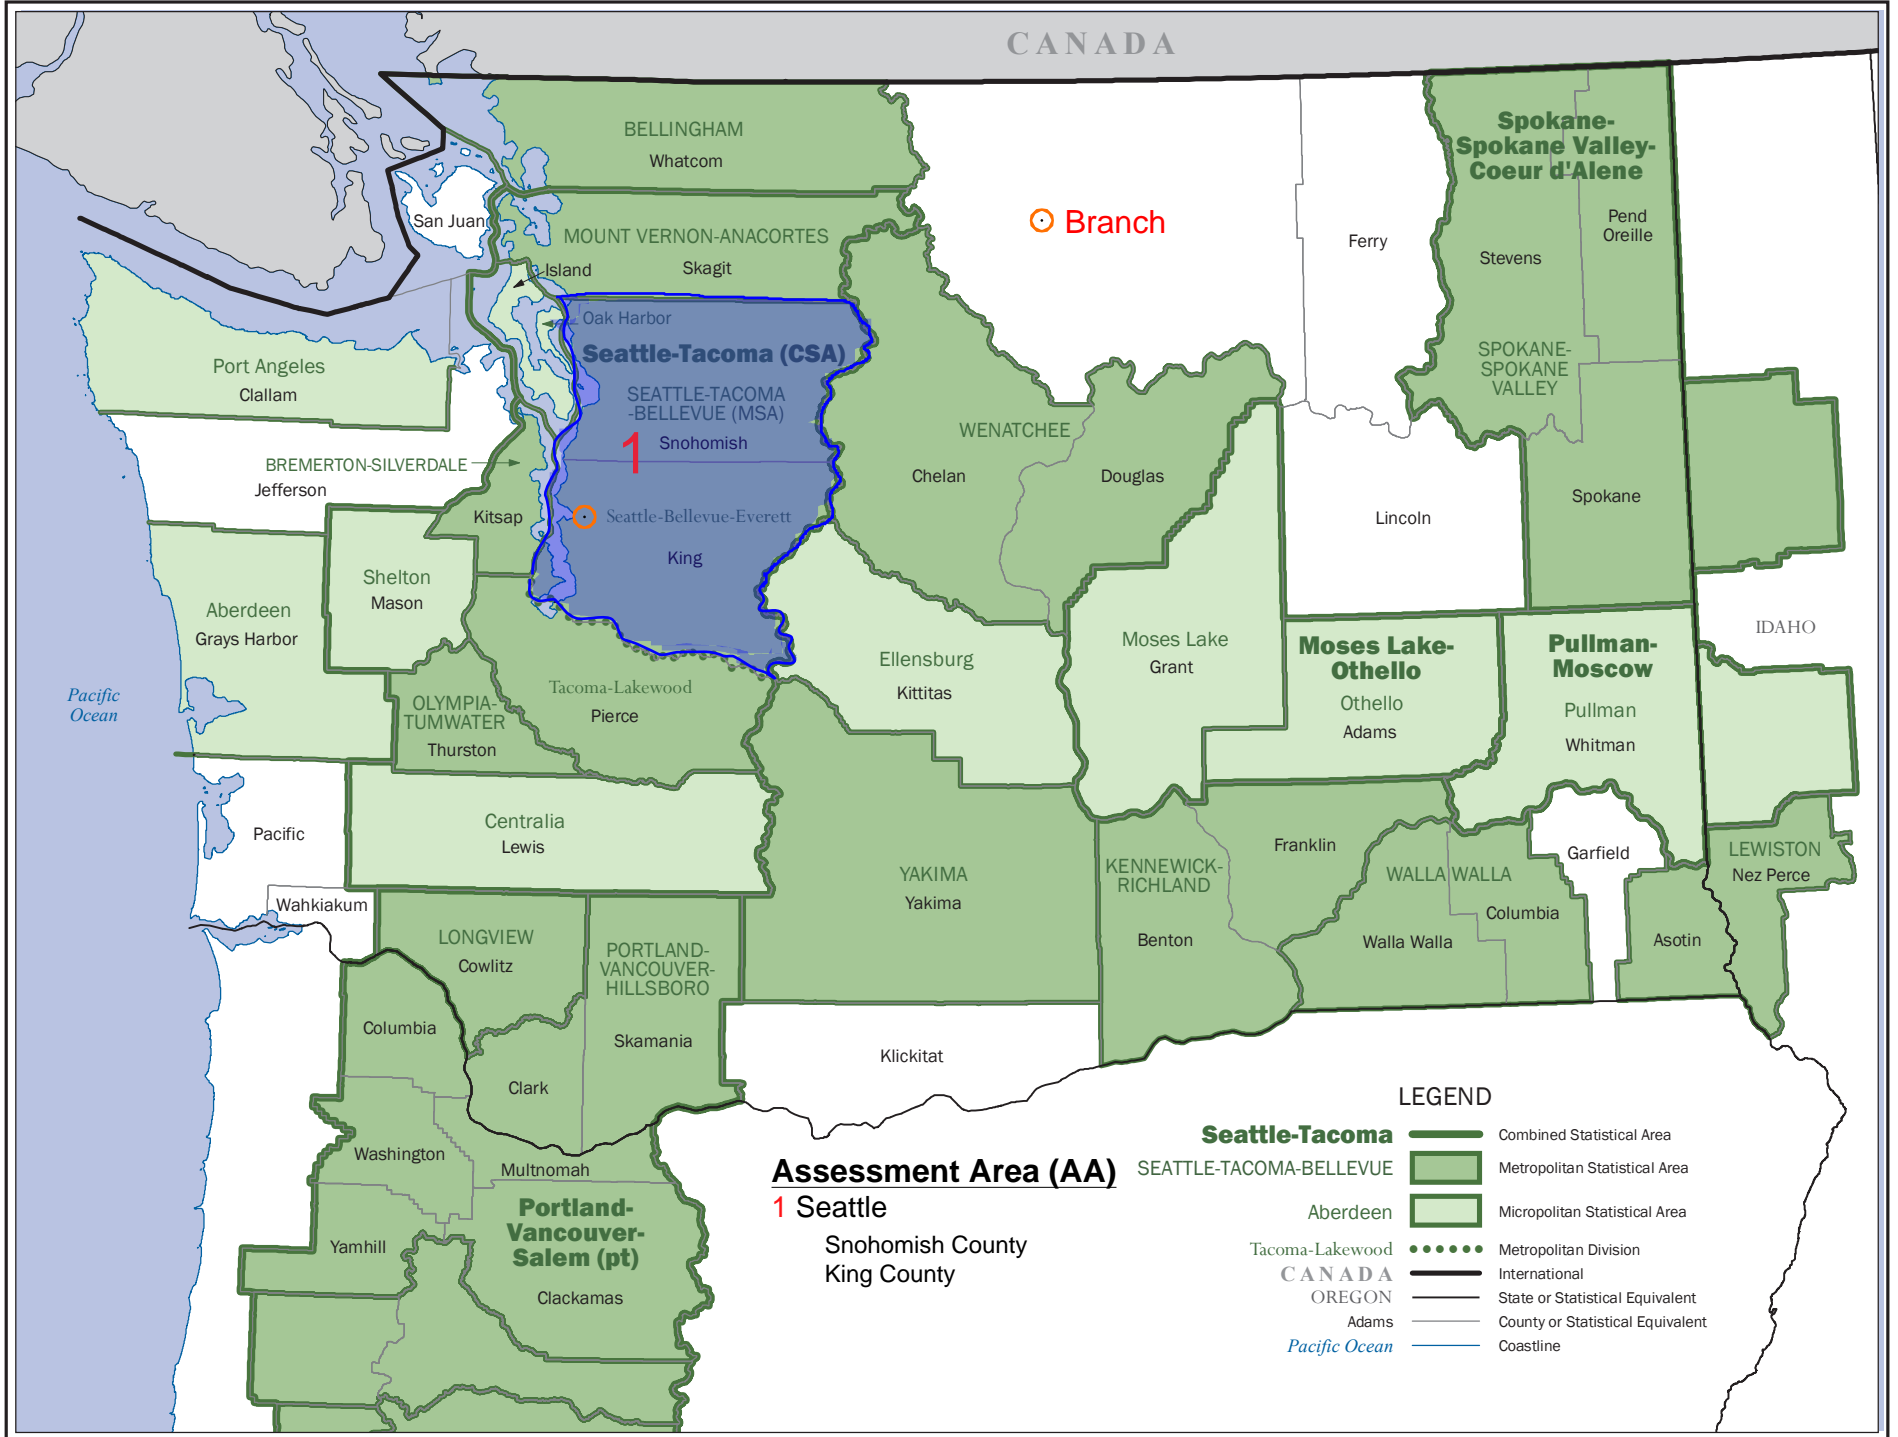 CANADA
BELLINGHAM
Whatcom
San Juan
MOUNT VERNON-ANACORTES
Skagit
Island
Oak Harbor
Branch
Ferry
Spokane-
Spokane Valley-
Coeur d'Alene
Pend
Oreille
Stevens
SPOKANE-
SPOKANE
VALLEY
Spokane
Port Angeles
Clallam
Seattle-Tacoma (CSA)
SEATTLE-TACOMA
-BELLEVUE (MSA)
1
Snohomish
Seattle-Bellevue-Everett
King
BREMERTON-SILVERDALE
Jefferson
Kitsap
WENATCHEE
Chelan
Douglas
Lincoln
Shelton
Mason
Aberdeen
Grays Harbor
Pacific
Ocean
OLYMPIA-
TUMWATER
Thurston
Tacoma-Lakewood
Pierce
Ellensburg
Kittitas
Moses Lake
Grant
Moses Lake-
Othello
Othello
Adams
Pullman-
Moscow
Pullman
Whitman
IDAHO
Pacific
Centralia
Lewis
Wahkiakum
LONGVIEW
Cowlitz
PORTLAND-
VANCOUVER-
HILLSBORO
Skamania
YAKIMA
Yakima
KENNEWICK-
RICHLAND
Benton
Franklin
WALLA WALLA
Columbia
Walla Walla
Garfield
Asotin
LEWISTON
Nez Perce
Columbia
Clark
Klickitat
Washington
Multnomah
Yamhill
Portland-
Vancouver-
Salem (pt)
Clackamas
Assessment Area (AA)
1 Seattle
Snohomish County
King County
LEGEND
Seattle-Tacoma Combined Statistical Area
SEATTLE-TACOMA-BELLEVUE Metropolitan Statistical Area
Aberdeen Micropolitan Statistical Area
Tacoma-Lakewood Metropolitan Division
CANADA International
OREGON State or Statistical Equivalent
Adams County or Statistical Equivalent
Pacific Ocean Coastline